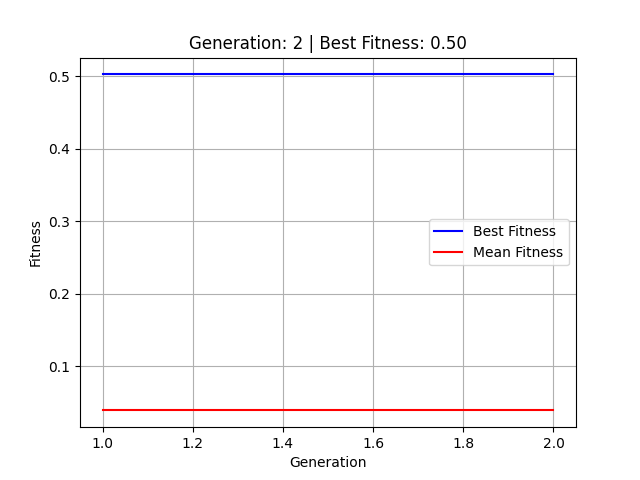 Generation: 2 | Best Fitness: 0.50
0.5
0.4
0.3
0.2
0.1
Fitness
Best Fitness
Mean Fitness
1.0 1.2 1.4 1.6 1.8 2.0
Generation